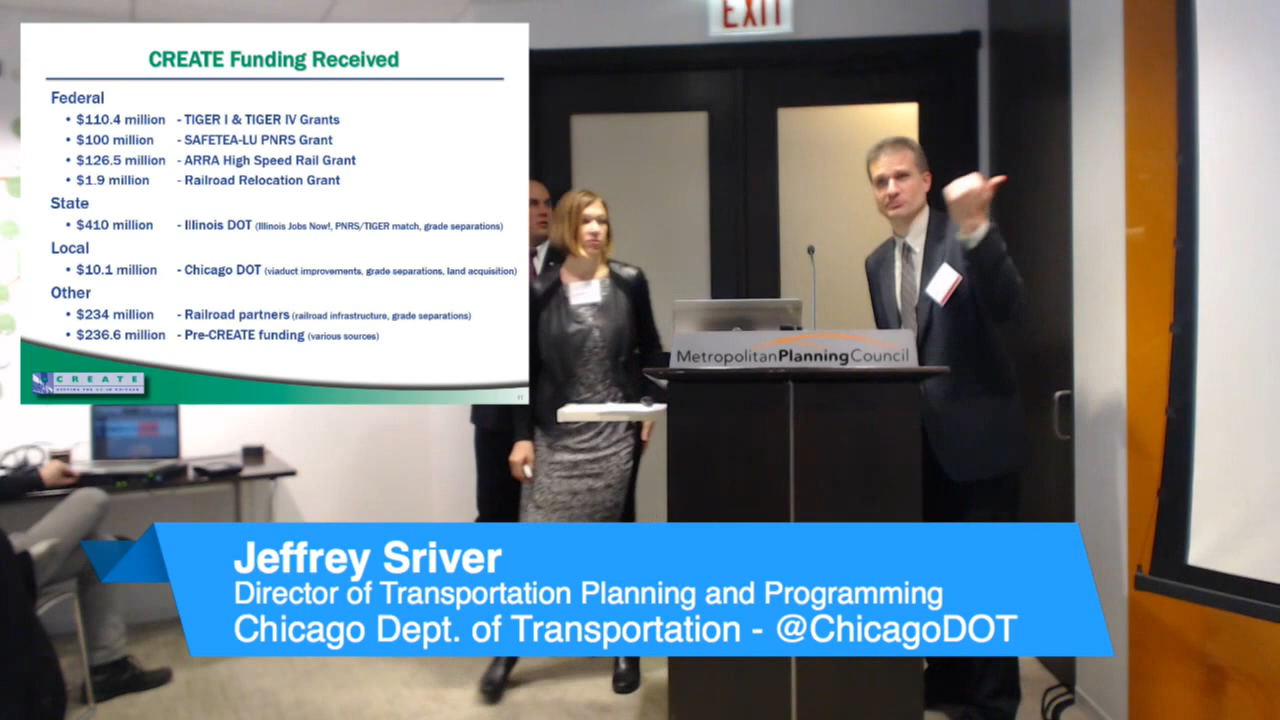 EXIT
CREATE Funding Received
Federal
• $110.4 million - TIGER I & TIGER IV Grants
• $100 million - SAFETEA-LU PNRS Grant
• $126.5 million - ARRA High Speed Rail Grant
• $1.9 million - Railroad Relocation Grant
State
• $410 million - Illinois DOT (Illinois Jobs Now!, PNRS/TIGER match, grade separations)
Local
• $10.1 million - Chicago DOT (viaduct improvements, grade separations, land acquisition)
Other
• $234 million - Railroad partners (railroad infrastructure, grade separations)
• $236.6 million - Pre-CREATE funding (various sources)
CREATE
MetropolitanPlanningCouncil
Jeffrey Sriver
Director of Transportation Planning and Programming
Chicago Dept. of Transportation - @ChicagoDOT